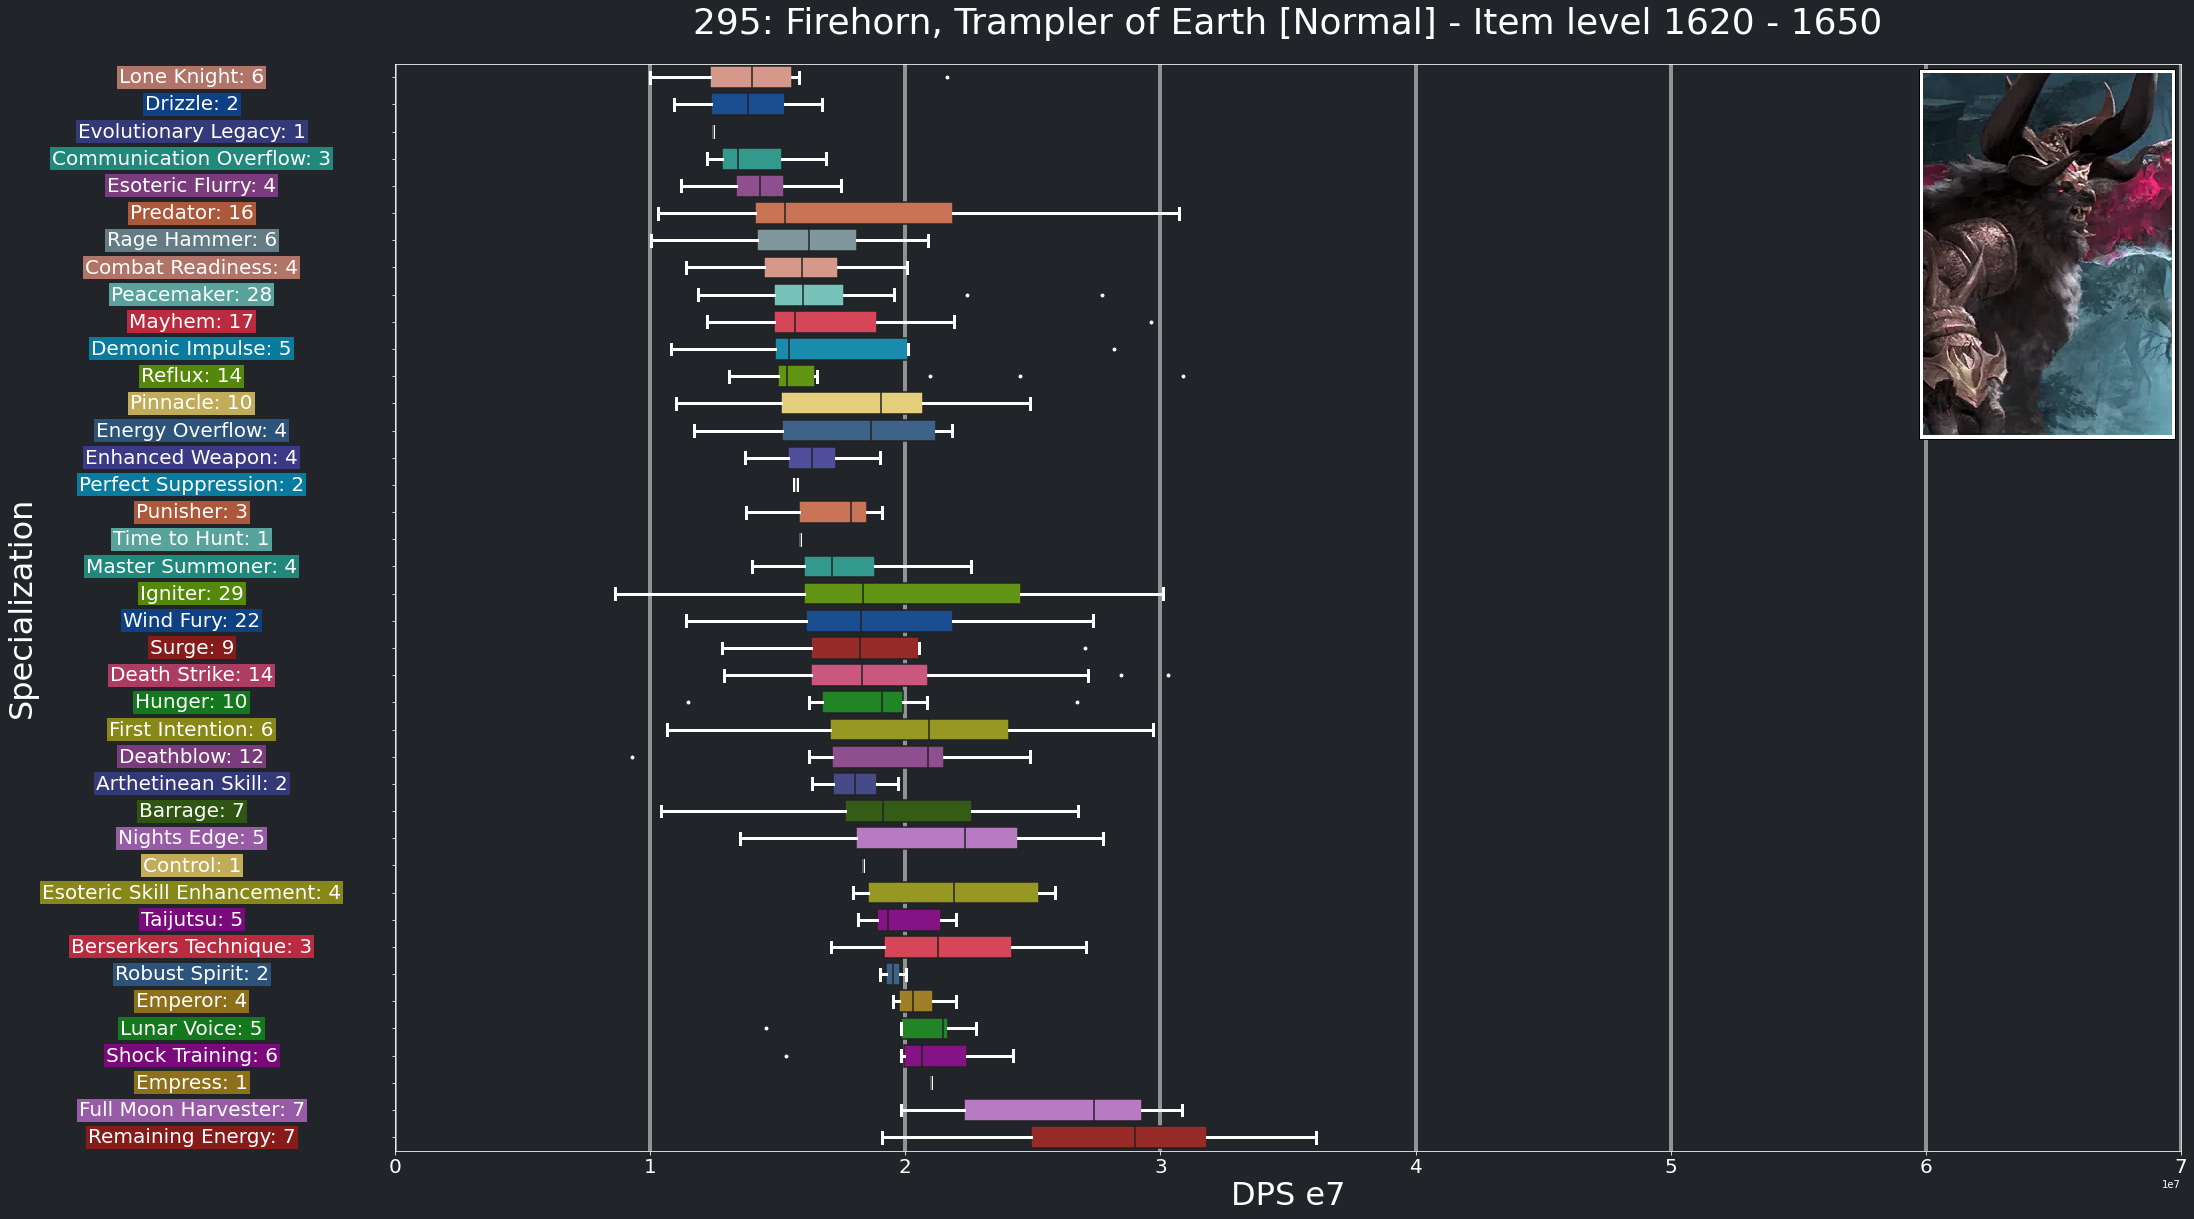 295: Firehorn, Trampler of Earth [Normal] - Item level 1620 - 1650
Lone Knight: 6
Drizzle: 2
Evolutionary Legacy: 1
Communication Overflow: 3
Esoteric Flurry: 4
Predator: 16
Rage Hammer: 6
Combat Readiness: 4
Peacemaker: 28
Mayhem: 17
Demonic Impulse: 5
Reflux: 14
Pinnacle: 10
Energy Overflow: 4
Enhanced Weapon: 4
Perfect Suppression: 2
Punisher: 3
Time to Hunt: 1
Master Summoner: 4
Igniter: 29
Wind Fury: 22
Surge: 9
Death Strike: 14
Hunger: 10
First Intention: 6
Deathblow: 12
Arthetinean Skill: 2
Barrage: 7
Nights Edge: 5
Control: 1
Esoteric Skill Enhancement: 4
Taijutsu: 5
Berserkers Technique: 3
Robust Spirit: 2
Emperor: 4
Lunar Voice: 5
Shock Training: 6
Empress: 1
Full Moon Harvester: 7
Remaining Energy: 7
Specialization
0 1 2 3 4 5 6 7
1e7
DPS e7